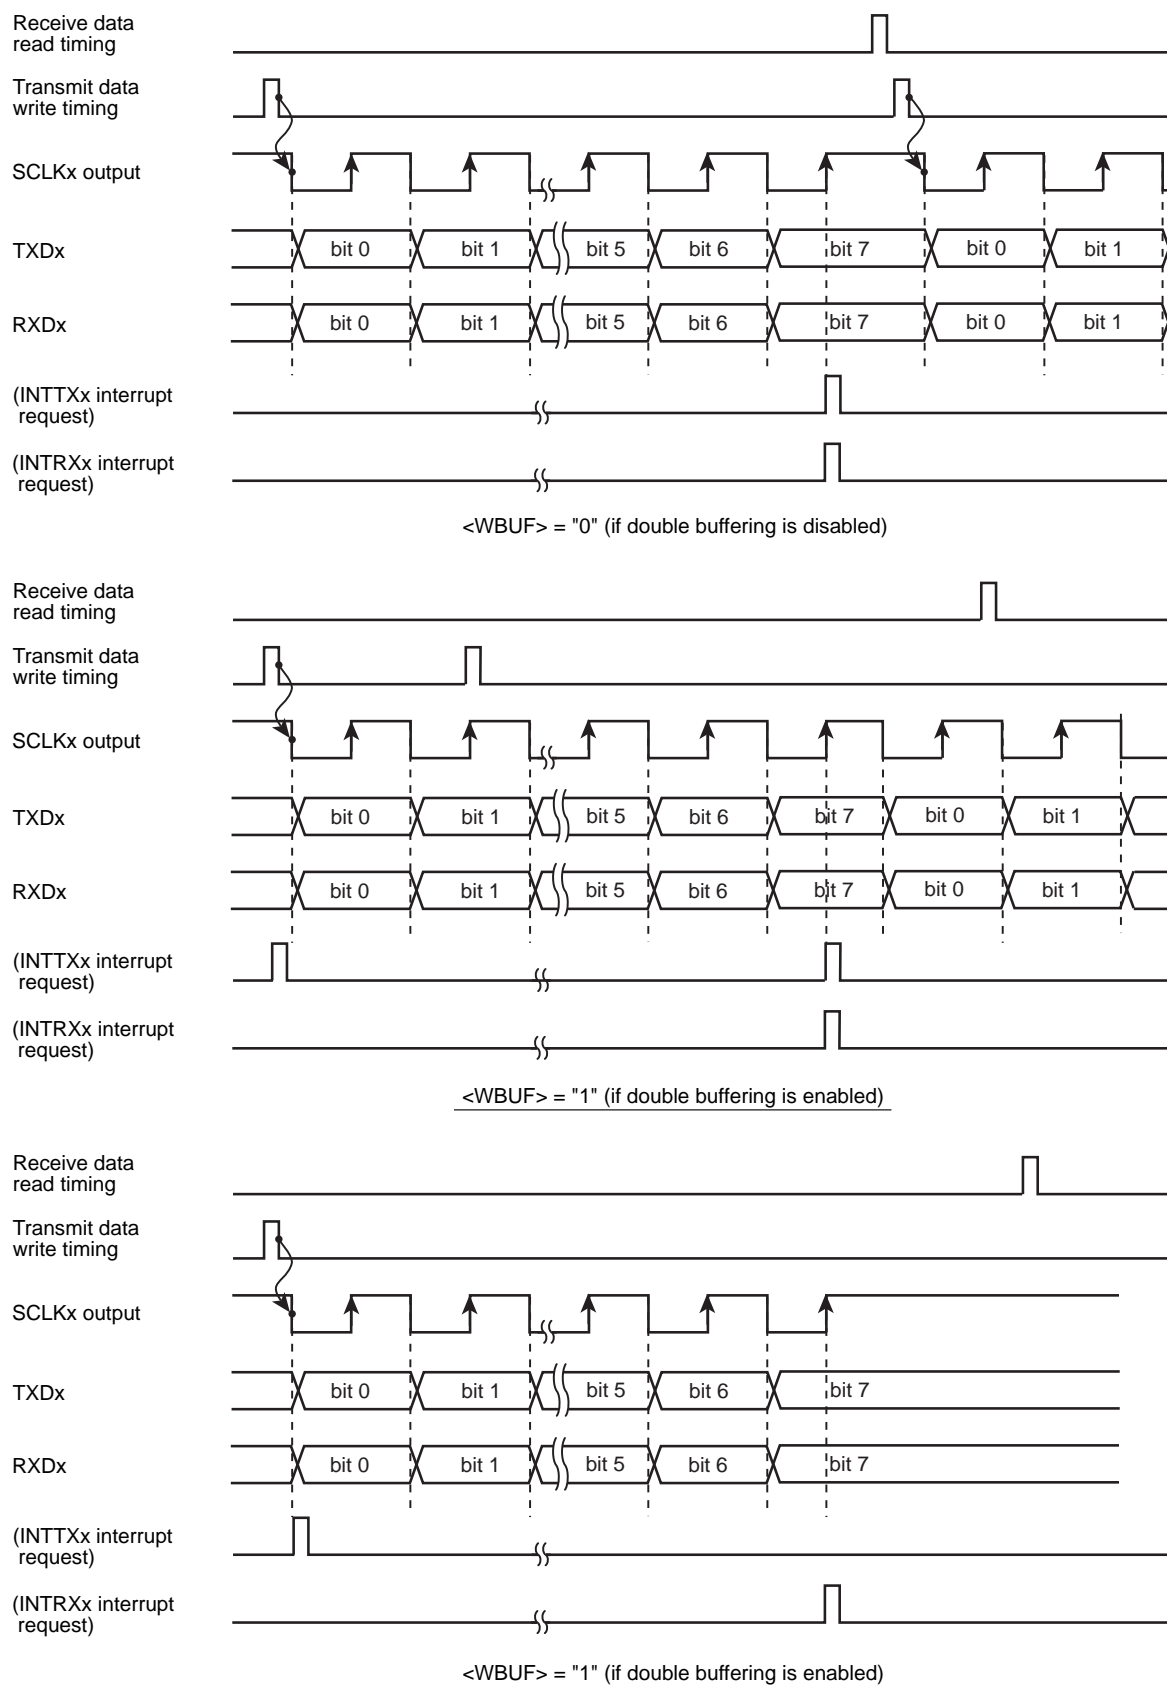 Receive data
read timing
Transmit data
write timing
SCLKx output
TXDx
bit 0 bit 1 bit 5 bit 6 bit 7 bit 0 bit 1
RXDx
bit 0 bit 1 bit 5 bit 6 bit 7 bit 0 bit 1
(INTTXx interrupt
request)
(INTRXx interrupt
request)
<WBUF> = "0" (if double buffering is disabled)
Receive data
read timing
Transmit data
write timing
SCLKx output
TXDx
bit 0 bit 1 bit 5 bit 6 bit 7 bit 0 bit 1
RXDx
bit 0 bit 1 bit 5 bit 6 bit 7 bit 0 bit 1
(INTTXx interrupt
request)
(INTRXx interrupt
request)
<WBUF> = "1" (if double buffering is enabled)
Receive data
read timing
Transmit data
write timing
SCLKx output
TXDx
bit 0 bit 1 bit 5 bit 6 bit 7
RXDx
bit 0 bit 1 bit 5 bit 6 bit 7
(INTTXx interrupt
request)
(INTRXx interrupt
request)
<WBUF> = "1" (if double buffering is enabled)